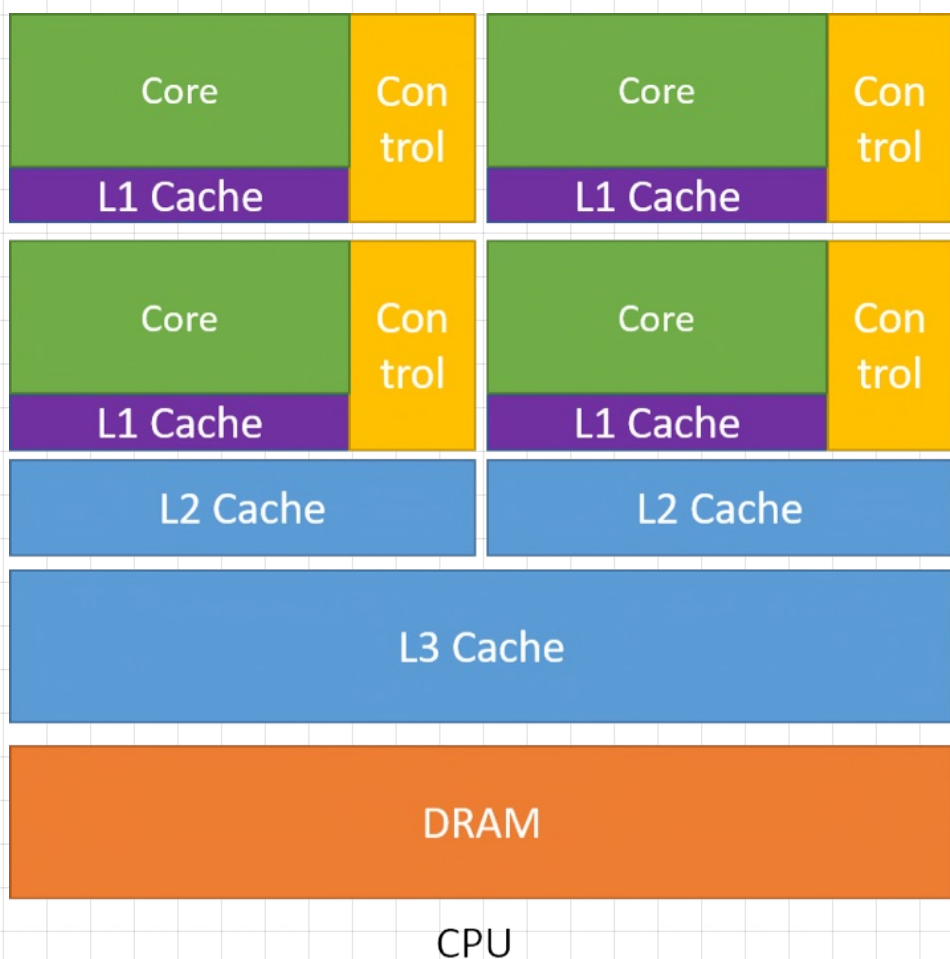 Core
Con
trol
L1 Cache
Core
Con
trol
L1 Cache
Core
Con
trol
L1 Cache
Core
Con
trol
L1 Cache
L2 Cache
L2 Cache
L3 Cache
DRAM
CPU